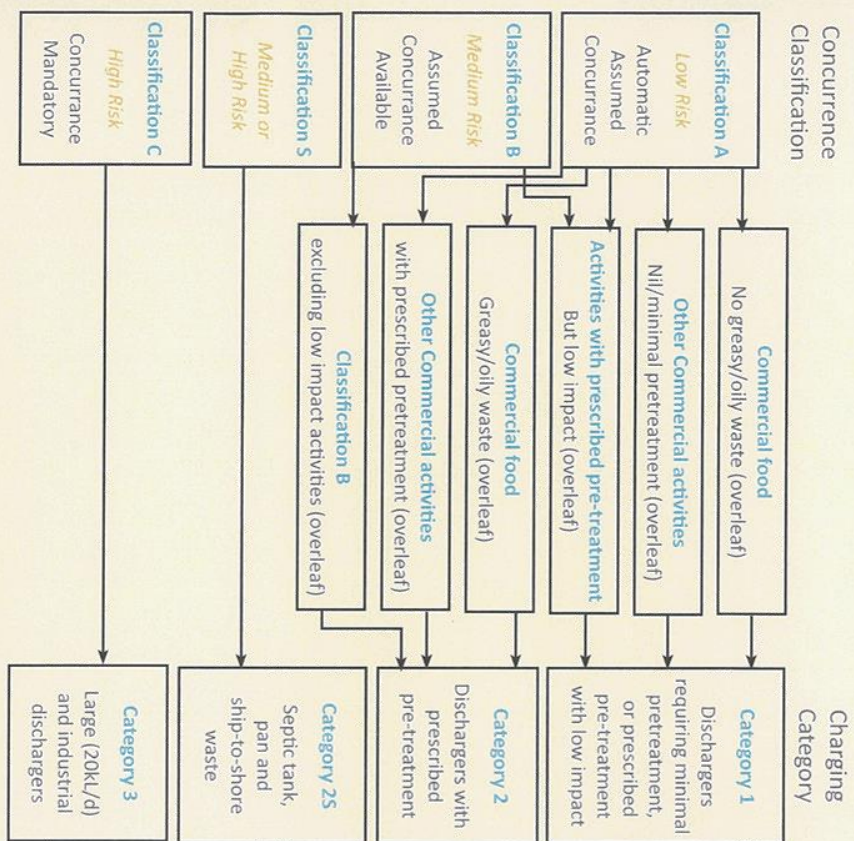 Concurrence
Classification
Classification A
Low Risk
Automatic
Assumed
Concurrance
Classification B
Medium Risk
Assumed
Concurrance
Available
Classification S
Medium or
High Risk
Classification C
High Risk
Concurrance
Mandatory
Commercial food
No greasy/oily waste (overleaf)
Other Commercial activities
Nil/minimal pretreatment (overleaf)
Activities with prescribed pre-treatment
But low impact (overleaf)
Commercial food
Greasy/oily waste (overleaf)
Other Commercial activities
with prescribed pretreatment (overleaf)
Classification B
excluding low impact activities (overleaf)
Charging
Category
Category 1
Dischargers
requiring minimal
pretreatment,
or prescribed
pre-treatment
with low impact
Category 2
Dischargers with
prescribed
pre-treatment
Category 2S
Septic tank,
pan and
ship-to-shore
waste
Category 3
Large (20kL/d)
and industrial
dischargers